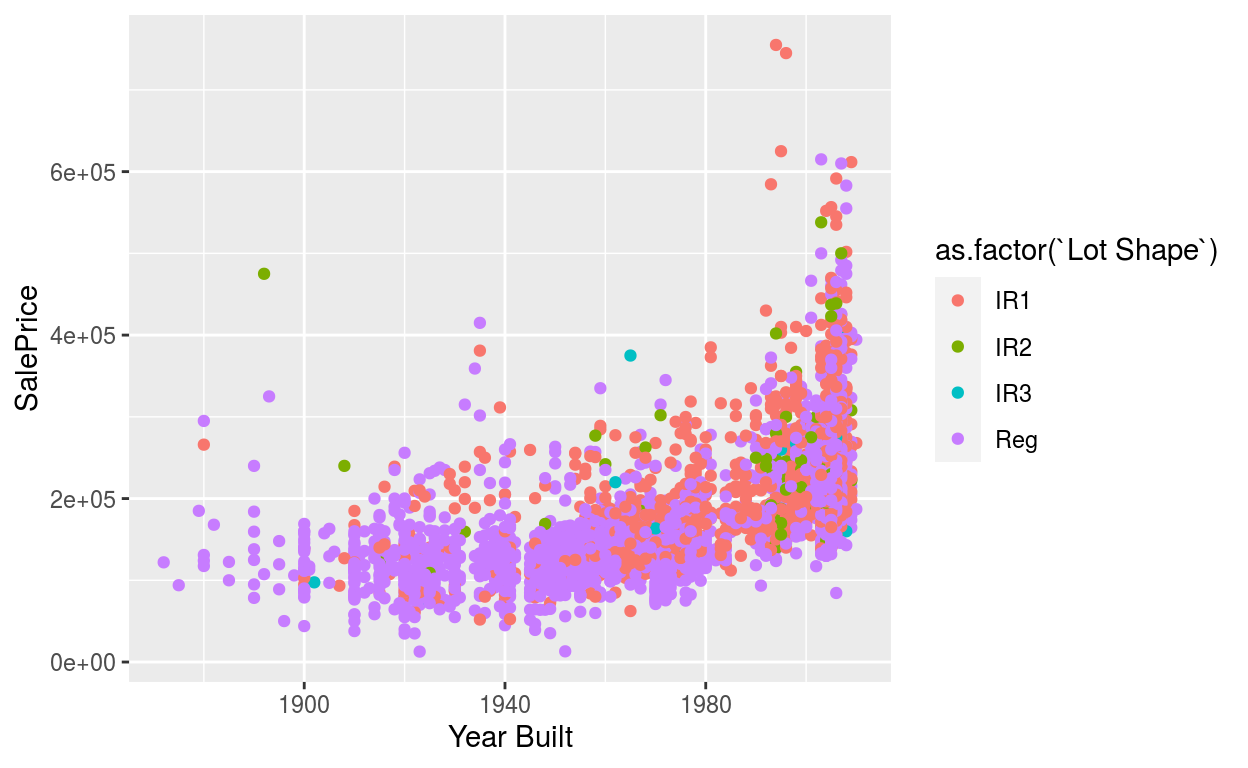 6e+05
4e+05
2e+05
0e+00
SalePrice
1900
1940
1980
Year Built
as.factor(`Lot Shape`)
IR1
IR2
IR3
Reg